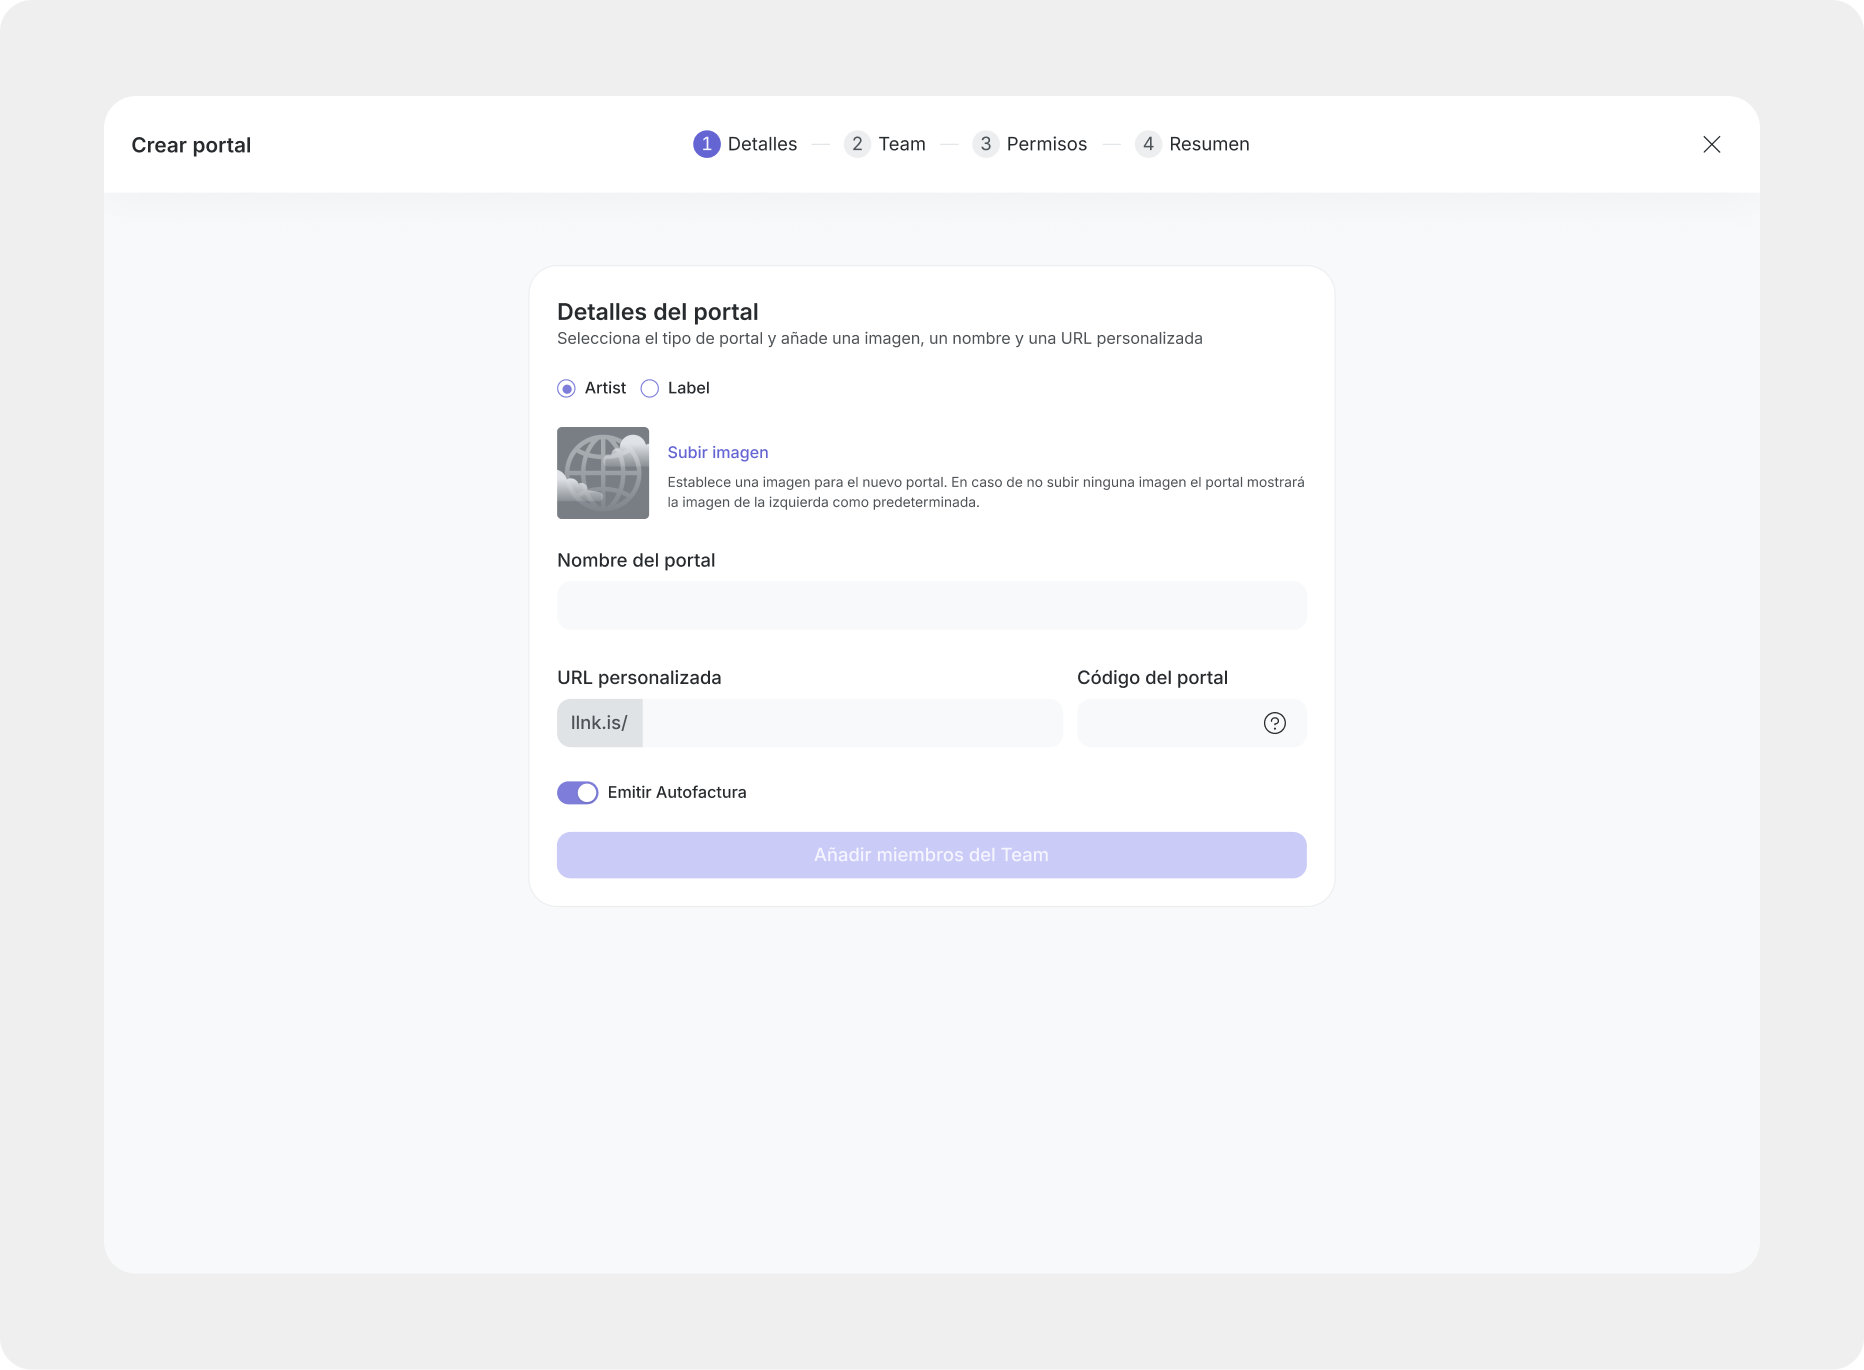 Crear portal
1 Detalles
2 Team
3 Permisos
4 Resumen
Detalles del portal
Selecciona el tipo de portal y añade una imagen, un nombre y una URL personalizada
Artist
Label
Subir imagen
Establece una imagen para el nuevo portal. En caso de no subir ninguna imagen el portal mostrará
la imagen de la izquierda como predeterminada.
Nombre del portal
URL personalizada
Código del portal
llnk.is/
?
Emitir Autofactura
Añadir miembros del Team